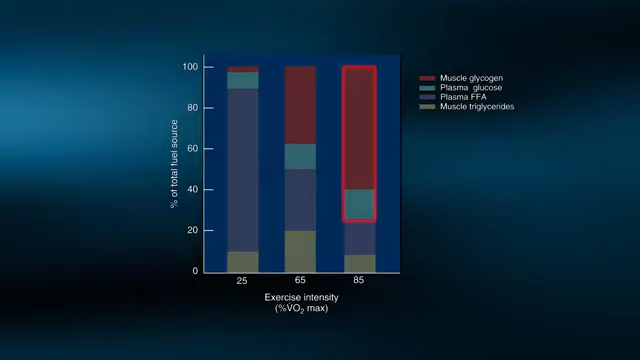 100
80
60
40
20
0
% of total fuel source
25 65 85
Exercise intensity
(%V̇O₂ max)
Muscle glycogen
Plasma glucose
Plasma FFA
Muscle triglycerides